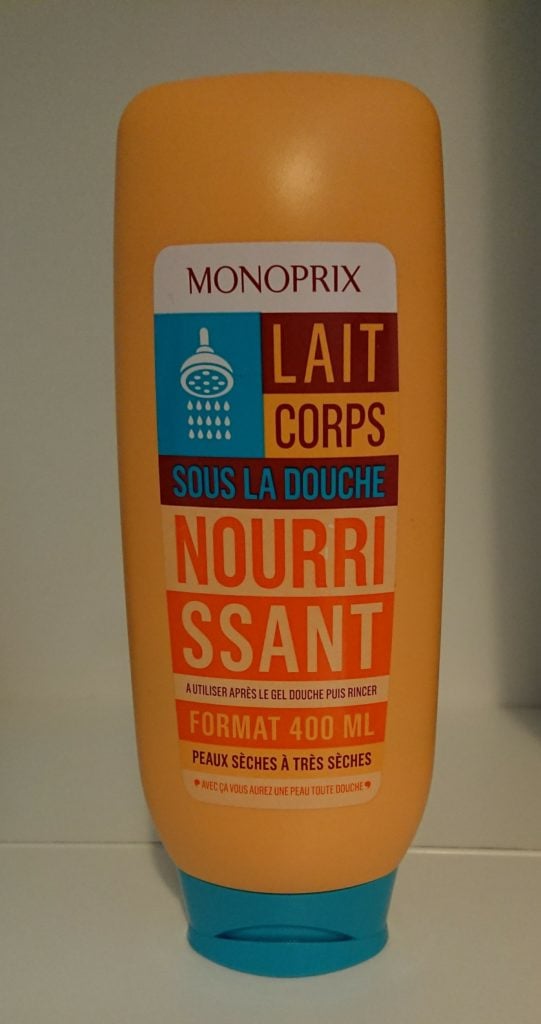 MONOPRIX
LAIT
CORPS
SOUS LA DOUCHE
NOURRI
SSANT
A UTILISER APRÈS LE GEL DOUCHE PUIS RINCER
FORMAT 400 ML
PEAUX SÈCHES À TRÈS SÈCHES
AVEC ÇA VOUS AUREZ UNE PEAU TOUTE DOUCHE